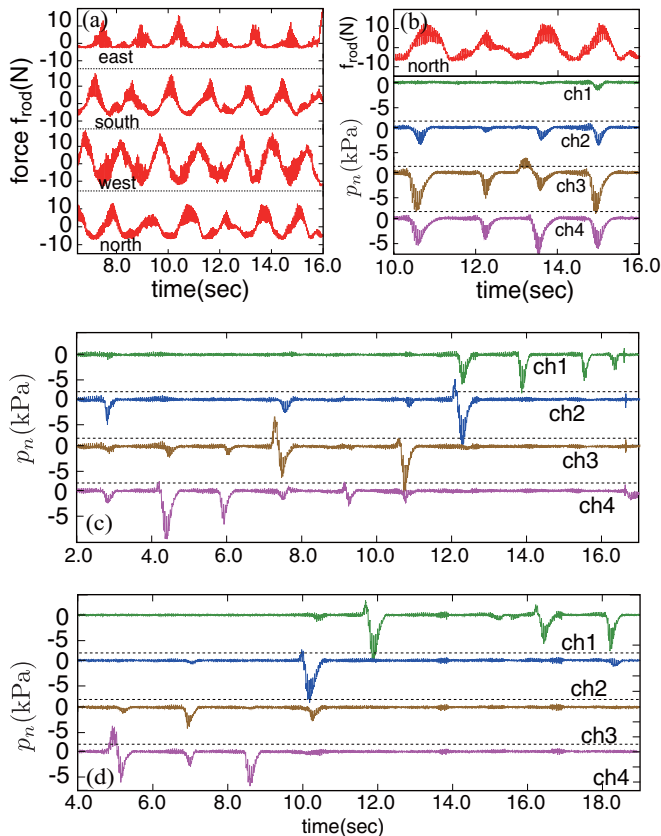 (a)
10
0
-10
east
10
0
-10
south
10
0
-10
west
10
0
-10
north
force f_rod(N)
8.0 10.0 12.0 14.0 16.0
time(sec)
(b)
f_rod(N)
10
0
-10
north
0
-5
ch1
0
-5
ch2
0
-5
ch3
0
-5
ch4
p_n (kPa)
10.0 12.0 14.0 16.0
time(sec)
0
-5
ch1
0
-5
ch2
0
-5
ch3
0
-5
ch4
p_n (kPa)
(c)
2.0 4.0 6.0 8.0 10.0 12.0 14.0 16.0
0
-5
ch1
0
-5
ch2
0
-5
ch3
0
-5
ch4
p_n (kPa)
(d)
4.0 6.0 8.0 10.0 12.0 14.0 16.0 18.0
time(sec)